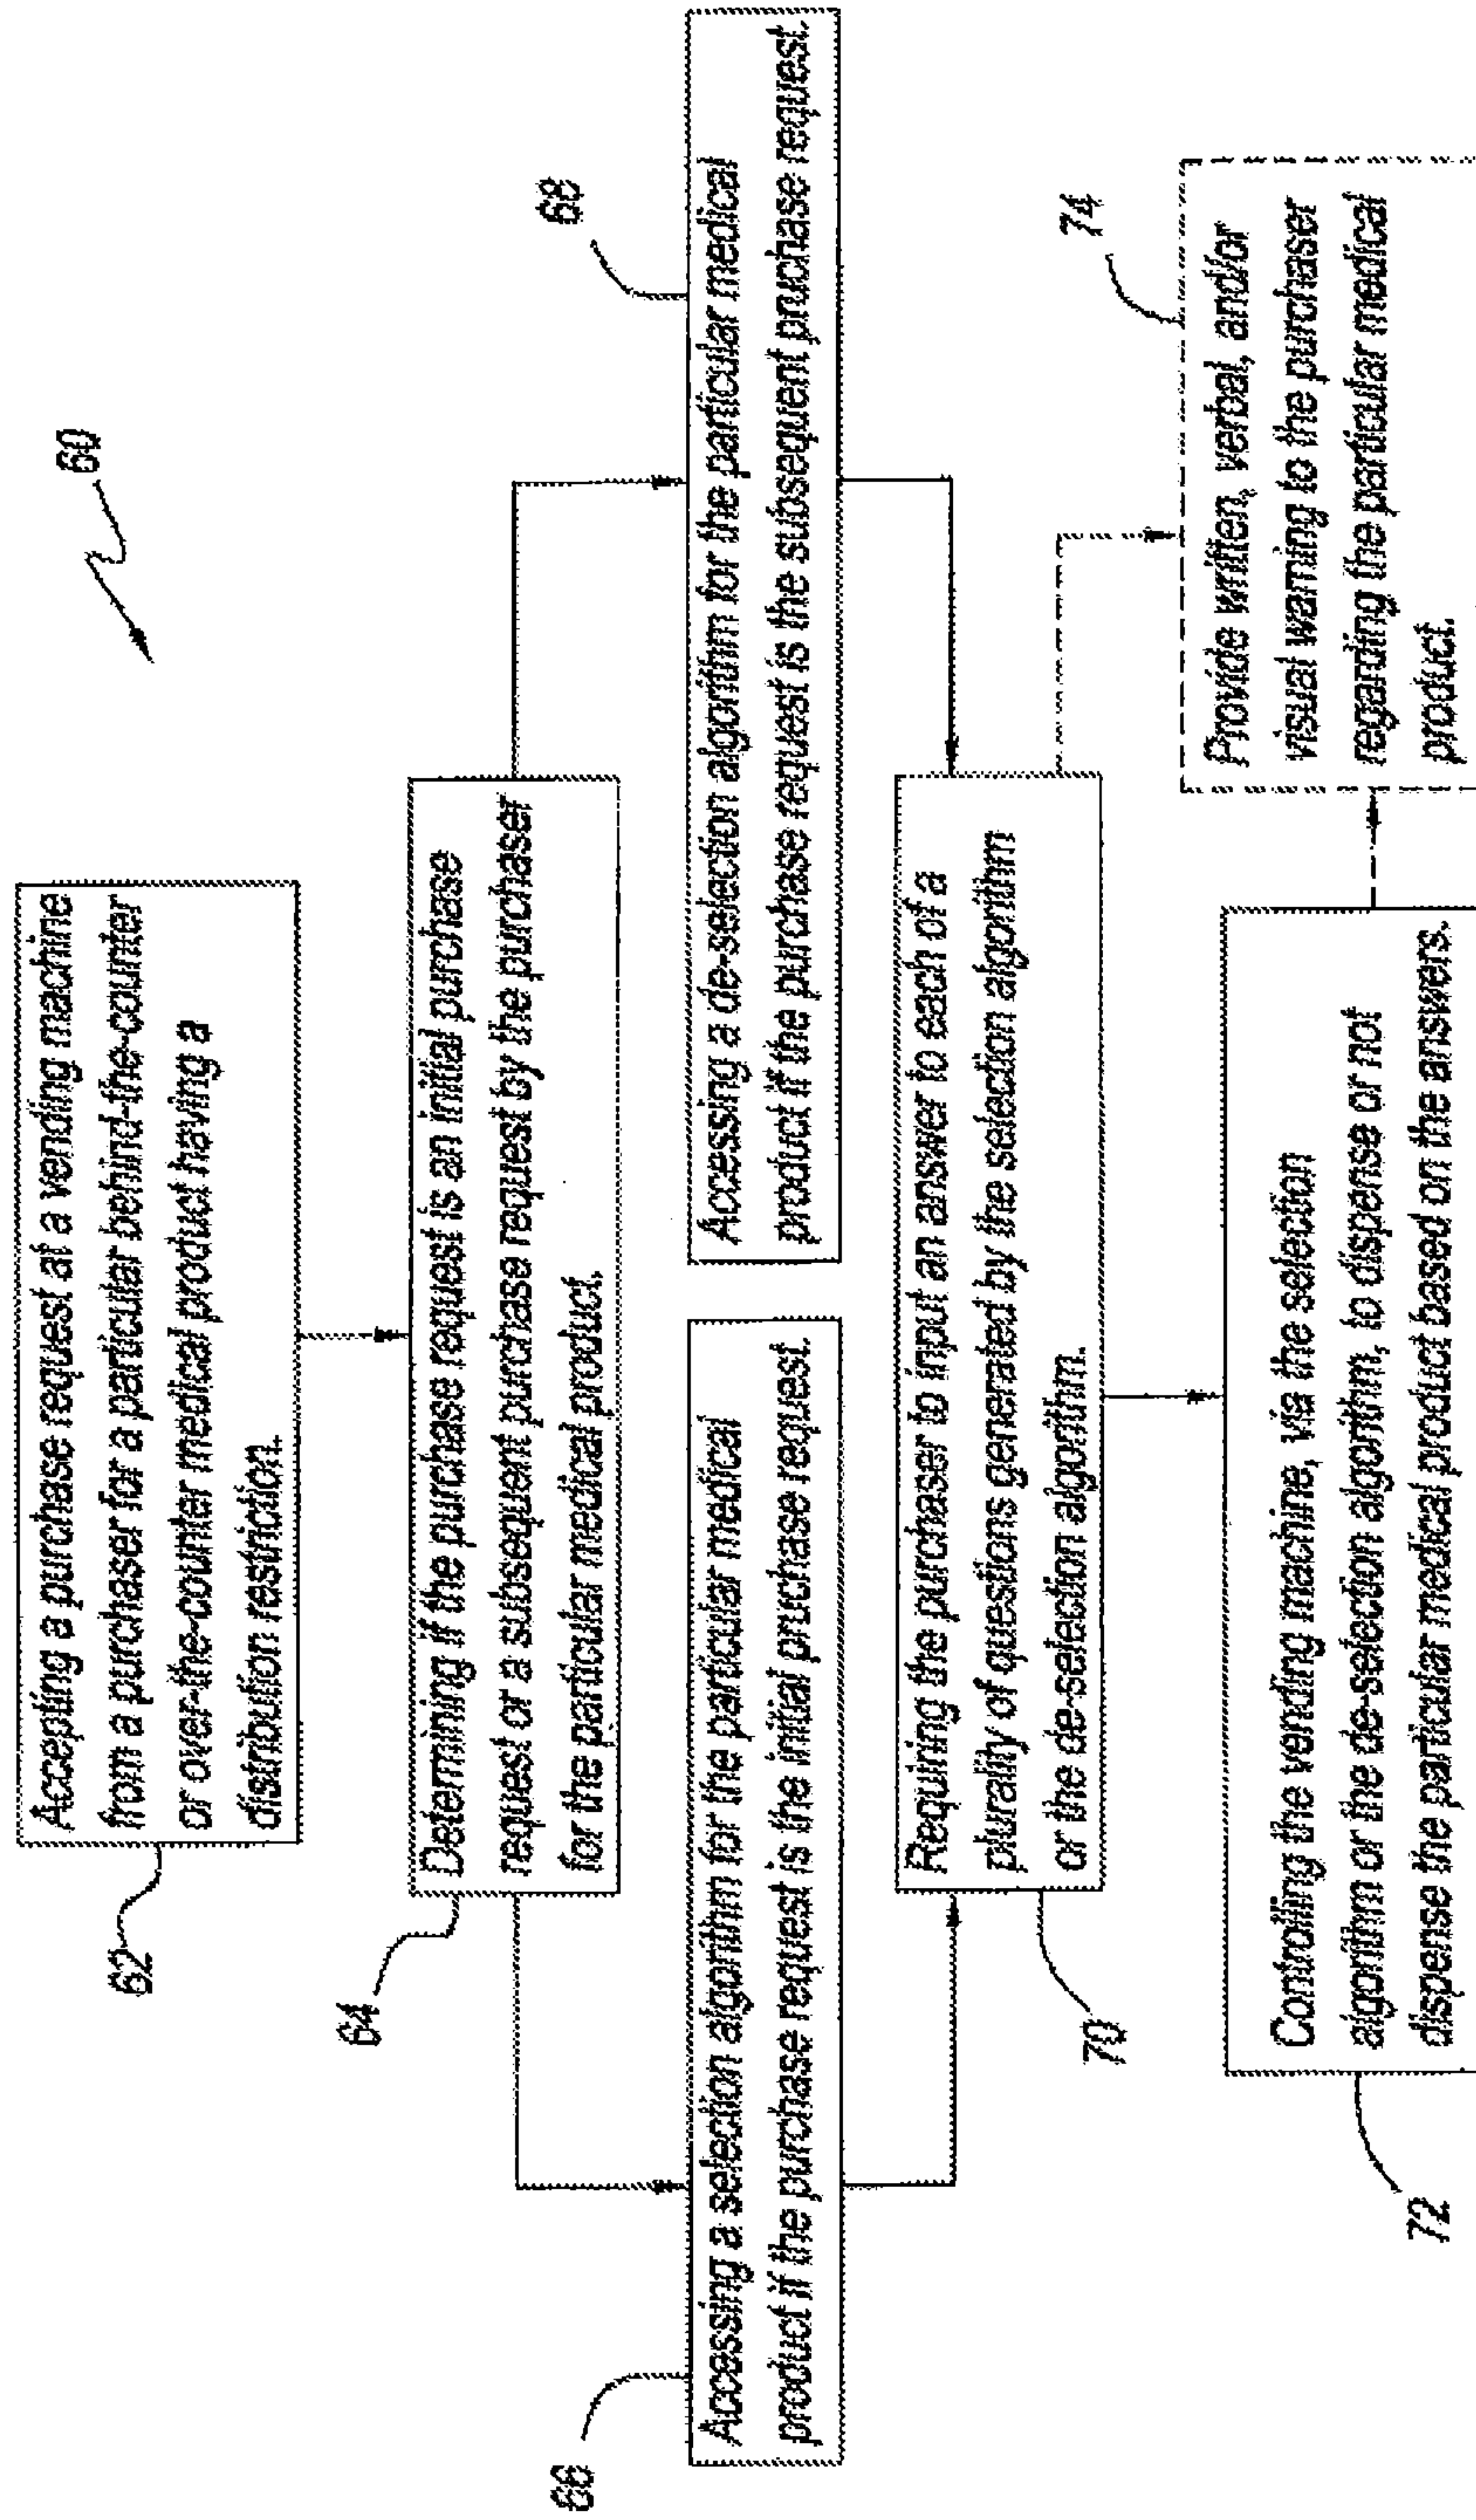 60
62
Accepting a purchase request at a vending machine
from a purchaser for a particular behind-the-counter
or over-the-counter medical product having a
distribution restriction.
64
Determining if the purchase request is an initial purchase
request or a subsequent purchase request by the purchaser
for the particular medical product.
66
Accessing a selection algorithm for the particular medical
product if the purchase request is the initial pruchase request.
68
Accessing a de-selection algorithm for the particular medical
product if the purchase request is the subsequent pruchase request.
70
Requiring the purchaser to input an answer to each of a
plurality of questions generated by the selection algorithm
or the de-selection algorithm.
72
Controlling the vending machine, via the selection
algorithm or the de-selection algorithm, to dispense or not
dispense the particular medical product based on the answers.
74
Provide written, verbal, and/or
visual warning to the purchaser
regarding the particular medical
product.